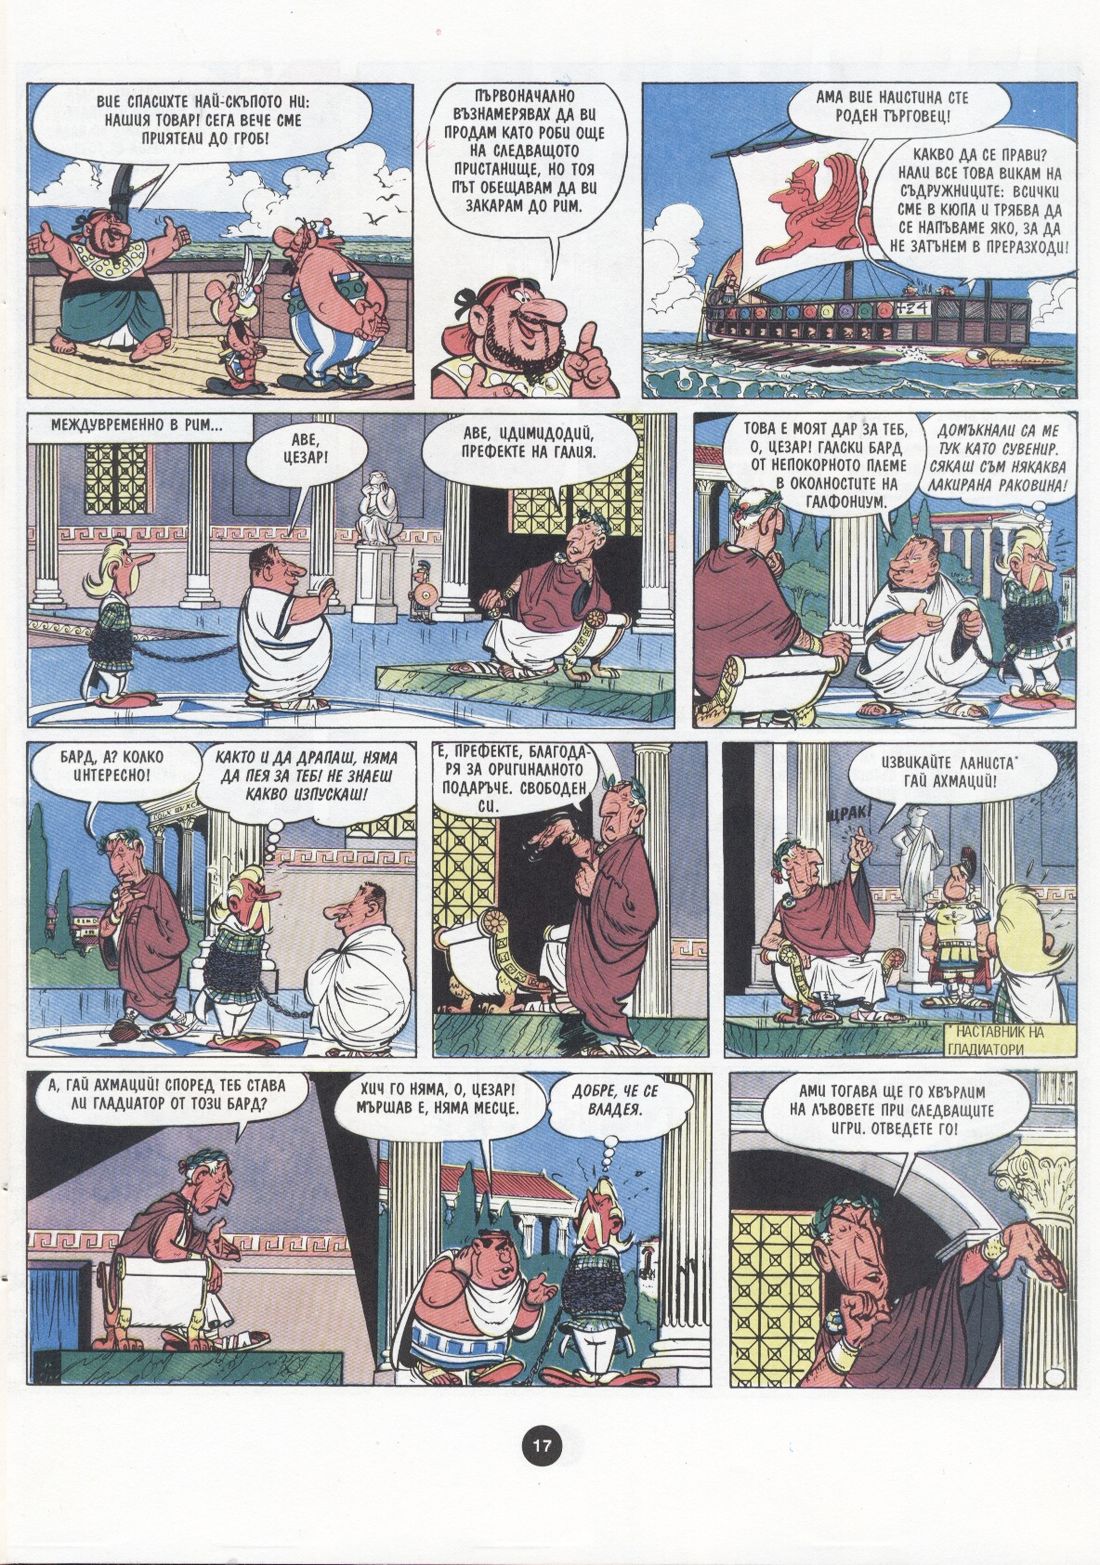 ВИЕ СПАСИХТЕ НАЙ-СКЪПОТО НИ:
НАШИЯ ТОВАР! СЕГА ВЕЧЕ СМЕ
ПРИЯТЕЛИ ДО ГРОБ!
ПЪРВОНАЧАЛНО
ВЪЗНАМЕРЯВАХ ДА ВИ
ПРОДАМ КАТО РОБИ ОЩЕ
НА СЛЕДВАЩОТО
ПРИСТАНИЩЕ, НО ТОЯ
ПЪТ ОБЕЩАВАМ ДА ВИ
ЗАКАРАМ ДО РИМ.
АМА ВИЕ НАИСТИНА СТЕ
РОДЕН ТЪРГОВЕЦ!
КАКВО ДА СЕ ПРАВИ?
НАЛИ ВСЕ ТОВА ВИКАМ НА
СЪДРУЖНИЦИТЕ: ВСИЧКИ
СМЕ В КЮПА И ТРЯБВА ДА
СЕ НАПЪВАМЕ ЯКО, ЗА ДА
НЕ ЗАТЪНЕМ В ПРЕРАЗХОДИ!
МЕЖДУВРЕМЕННО В РИМ...
АВЕ,
ЦЕЗАР!
АВЕ, ИДИМИДОДИЙ,
ПРЕФЕКТЕ НА ГАЛИЯ.
ТОВА Е МОЯТ ДАР ЗА ТЕБ,
О, ЦЕЗАР! ГАЛСКИ БАРД
ОТ НЕПОКОРНОТО ПЛЕМЕ
В ОКОЛНОСТИТЕ НА
ГАЛФОНИУМ.
ДОМЪКНАЛИ СА МЕ
ТУК КАТО СУВЕНИР.
СЯКАШ СЪМ НЯКАКВА
ЛАКИРАНА РАКОВИНА!
БАРД, А? КОЛКО
ИНТЕРЕСНО!
КАКТО И ДА ДРАПАШ, НЯМА
ДА ПЕЯ ЗА ТЕБ! НЕ ЗНАЕШ
КАКВО ИЗПУСКАШ!
Е, ПРЕФЕКТЕ, БЛАГОДА-
РЯ ЗА ОРИГИНАЛНОТО
ПОДАРЪЧЕ. СВОБОДЕН
СИ.
ИЗВИКАЙТЕ ЛАНИСТА*
ГАЙ АХМАЦИЙ!
ЩРАК!
* НАСТАВНИК НА
ГЛАДИАТОРИ
А, ГАЙ АХМАЦИЙ! СПОРЕД ТЕБ СТАВА
ЛИ ГЛАДИАТОР ОТ ТОЗИ БАРД?
ХИЧ ГО НЯМА, О, ЦЕЗАР!
МЪРШАВ Е, НЯМА МЕСЦЕ.
ДОБРЕ, ЧЕ СЕ
ВЛАДЕЯ.
АМИ ТОГАВА ЩЕ ГО ХВЪРЛИМ
НА ЛЪВОВЕТЕ ПРИ СЛЕДВАЩИТЕ
ИГРИ. ОТВЕДЕТЕ ГО!
17